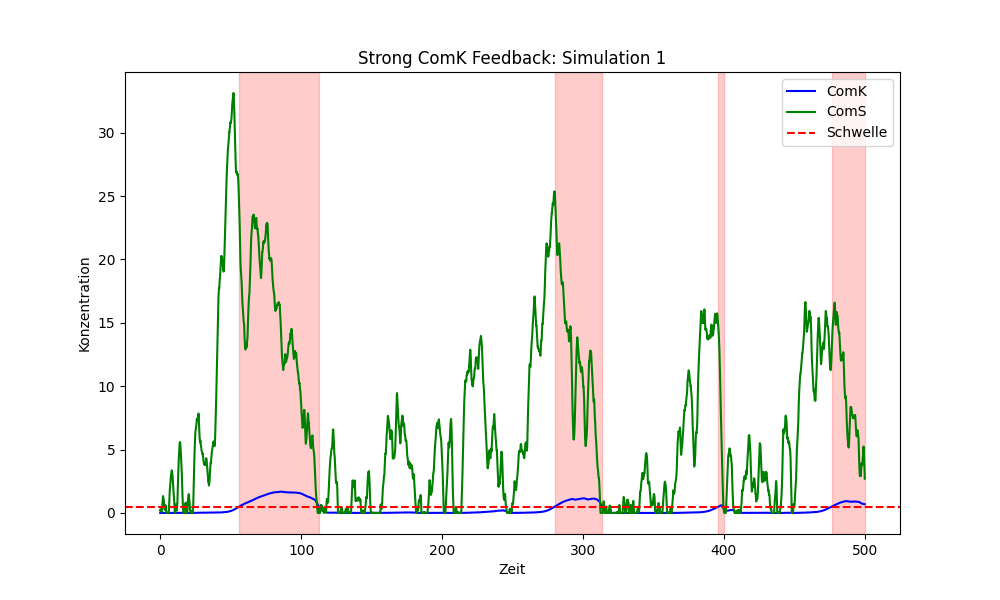 Strong ComK Feedback: Simulation 1
ComK
ComS
Schwelle
Konzentration
30
25
20
15
10
5
0
0 100 200 300 400 500
Zeit